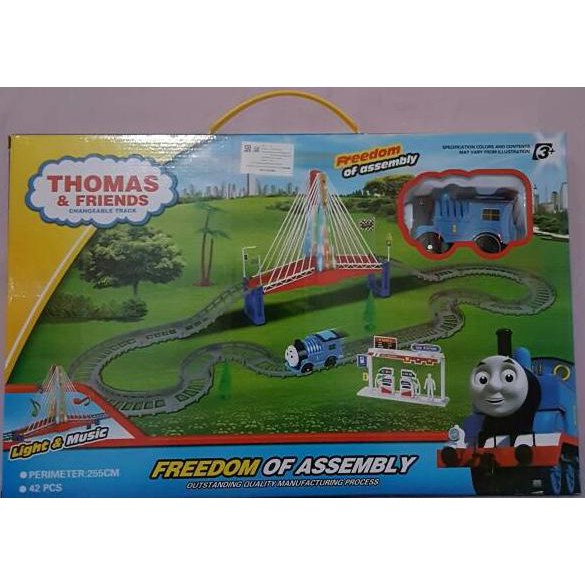 Freedom
of assembly
SPECIFICATION COLORS AND CONTENTS
MAY VARY FROM ILLUSTRATION
3+
THOMAS
& FRIENDS
CHANGEABLE TRACK
Light & Music
PERIMETER:255CM
42 PCS
FREEDOM OF ASSEMBLY
OUTSTANDING QUALITY.MANUFACTURING PROCESS
1